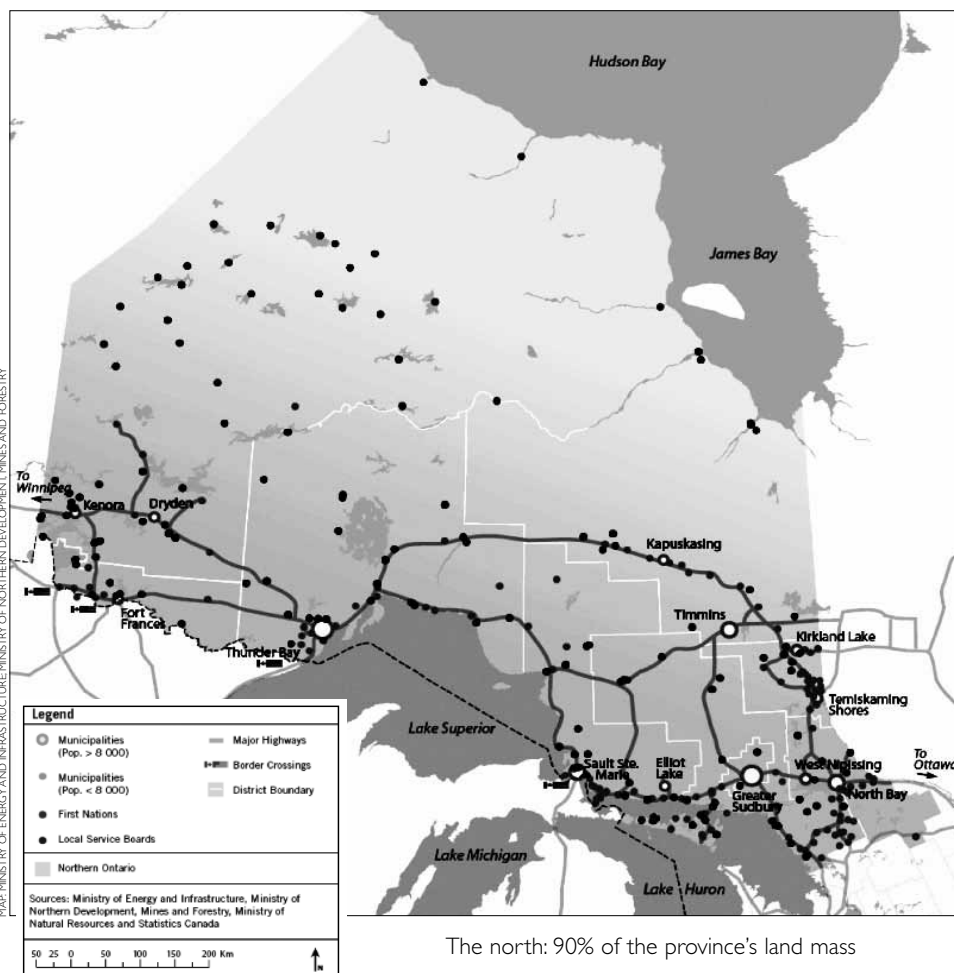 Hudson Bay
James Bay
To
Winnipeg
Kenora
Dryden
Kapuskasing
Fort
Frances
Timmins
Kirkland Lake
Thunder Bay
Temiskaming
Shores
Lake Superior
Sault Ste.
Marie
Elliot
Lake
West Nipissing
To
Ottawa
Greater
Sudbury
North Bay
Lake Michigan
Lake Huron
Legend
Municipalities
(Pop. > 8 000)
Municipalities
(Pop. < 8 000)
First Nations
Local Service Boards
Major Highways
Border Crossings
District Boundary
Northern Ontario
Sources: Ministry of Energy and Infrastructure, Ministry of
Northern Development, Mines and Forestry, Ministry of
Natural Resources and Statistics Canada
50 25 0 50 100 150 200 Km
N
MAP: MINISTRY OF ENERGY AND INFRASTRUCTURE MINISTRY OF NORTHERN DEVELOPMENT, MINES AND FORESTRY
The north: 90% of the province's land mass